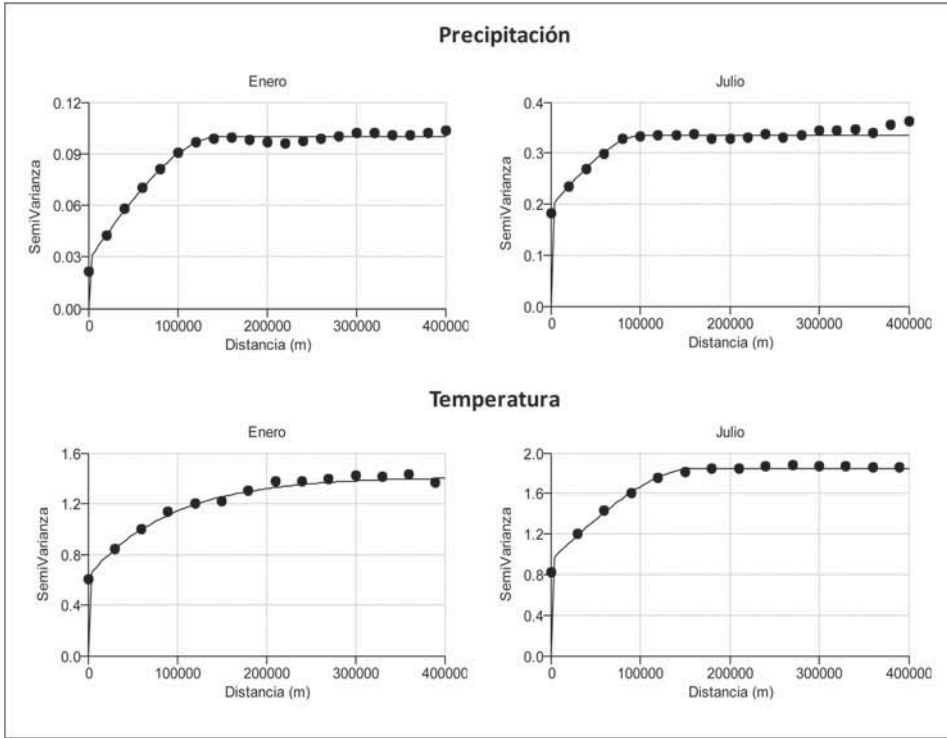 Precipitación
Enero
SemiVarianza
0.12
0.09
0.06
0.03
0.00
0 100000 200000 300000 400000
Distancia (m)
Julio
SemiVarianza
0.4
0.3
0.2
0.1
0.0
0 100000 200000 300000 400000
Distancia (m)
Temperatura
Enero
SemiVarianza
1.6
1.2
0.8
0.4
0.0
0 100000 200000 300000 400000
Distancia (m)
Julio
SemiVarianza
2.0
1.6
1.2
0.8
0.4
0.0
0 100000 200000 300000 400000
Distancia (m)